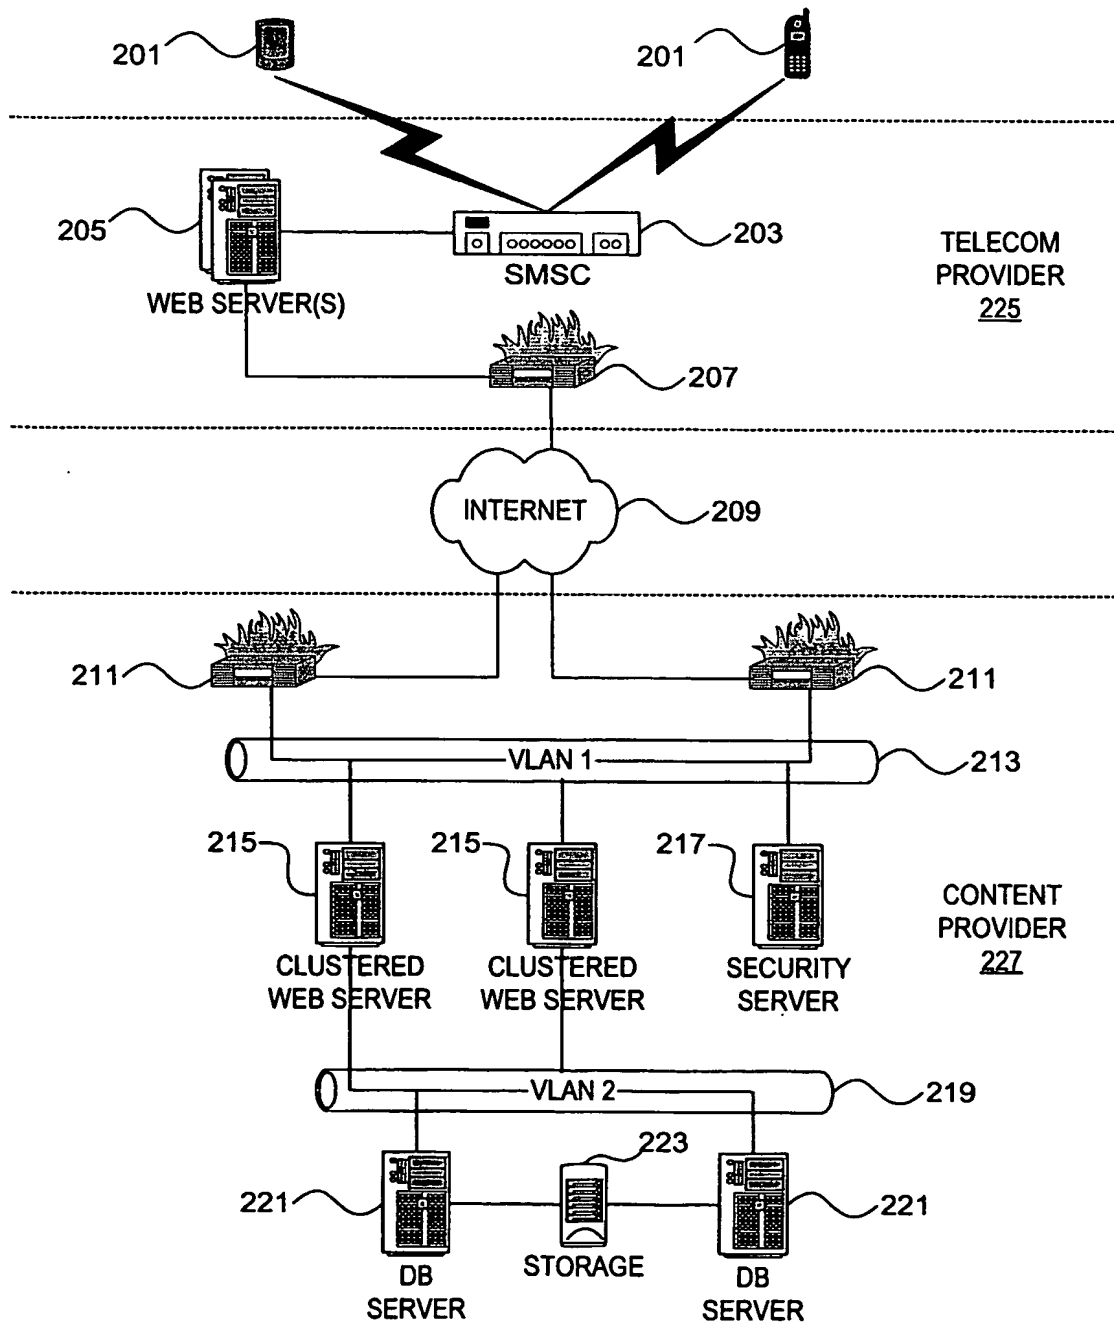 201
201
205
203
SMSC
WEB SERVER(S)
TELECOM
PROVIDER
225
207
INTERNET
209
211
211
VLAN 1
213
215
215
217
CLUSTERED
WEB SERVER
CLUSTERED
WEB SERVER
SECURITY
SERVER
CONTENT
PROVIDER
227
VLAN 2
219
223
221
221
STORAGE
DB
SERVER
DB
SERVER